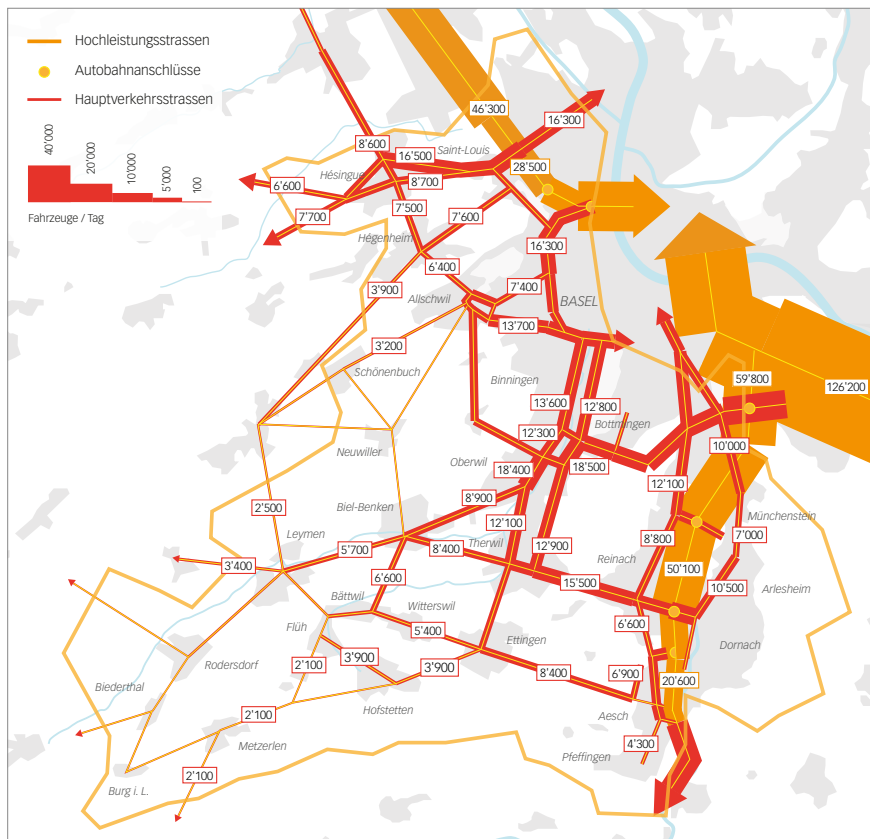 Hochleistungsstrassen
Autobahnanschlüsse
Hauptverkehrsstrassen
40'000
20'000
10'000
5'000
100
Fahrzeuge / Tag
46'300
16'300
8'600
Saint-Louis
16'500
28'500
Hésingue
8'700
6'600
7'700
7'500
7'600
Hégenheim
16'300
6'400
3'900
7'400
Allschwil
BASEL
13'700
3'200
Schönenbuch
Binningen
59'800
126'200
13'600
12'800
Bottmingen
12'300
10'000
Neuwiller
Oberwil
18'400
18'500
12'100
8'900
2'500
Biel-Benken
Münchenstein
12'100
Leymen
5'700
8'400
Therwil
12'900
8'800
7'000
3'400
Reinach
50'100
6'600
15'500
10'500
Arlesheim
Bättwil
Witterswil
Flüh
5'400
Ettingen
6'600
Dornach
2'100
3'900
3'900
Rodersdorf
8'400
6'900
20'600
Biederthal
Hofstetten
2'100
Aesch
Metzerlen
4'300
Pfeffingen
2'100
Burg i. L.